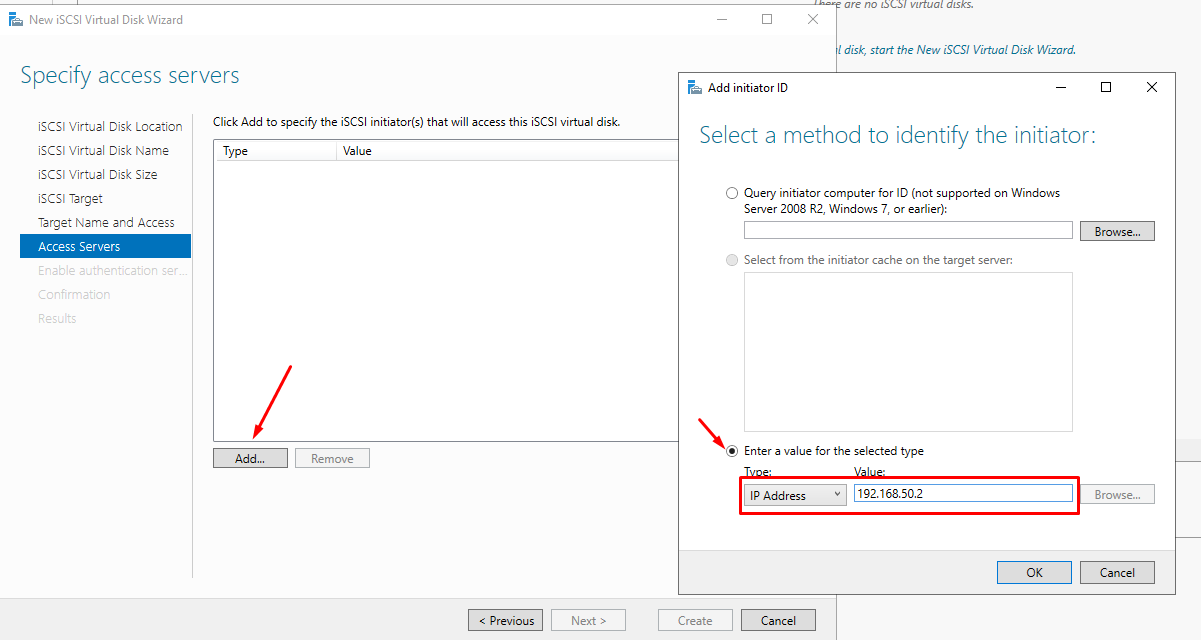 There are no iSCSI virtual disks.
New iSCSI Virtual Disk Wizard
disk, start the New iSCSI Virtual Disk Wizard.
Specify access servers
iSCSI Virtual Disk Location
iSCSI Virtual Disk Name
iSCSI Virtual Disk Size
iSCSI Target
Target Name and Access
Access Servers
Enable authentication ser...
Confirmation
Results
Click Add to specify the iSCSI initiator(s) that will access this iSCSI virtual disk.
Type Value
Add... Remove
< Previous Next > Create Cancel
Add initiator ID
Select a method to identify the initiator:
Query initiator computer for ID (not supported on Windows
Server 2008 R2, Windows 7, or earlier):
Browse...
Select from the initiator cache on the target server:
Enter a value for the selected type
Type: Value:
IP Address 192.168.50.2 Browse...
OK Cancel